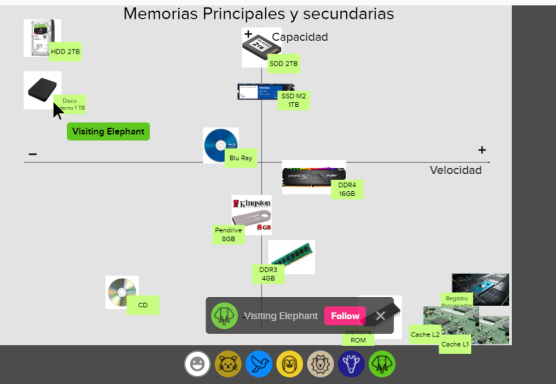 Memorias Principales y secundarias
HDD 2TB
+
Capacidad
2TB
SDD 2TB
Disco
1 TB
SSD M2
1TB
Visiting Elephant
Blu Ray
−
+
Velocidad
DDR4
16GB
Kingston
8GB
Pendrive
8GB
DDR3
4GB
CD
Registro
Visiting Elephant
Follow
ROM
Cache L2
Cache L1